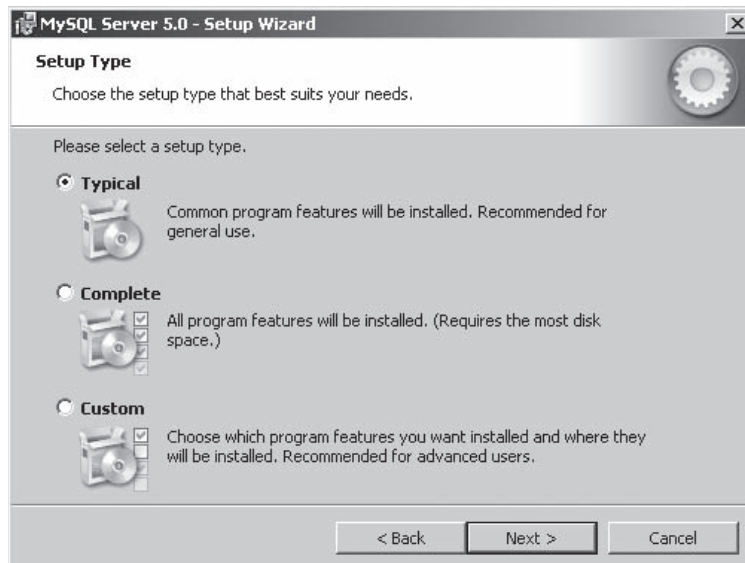 MySQL Server 5.0 - Setup Wizard
Setup Type
Choose the setup type that best suits your needs.
Please select a setup type.
Typical
Common program features will be installed. Recommended for
general use.
Complete
All program features will be installed. (Requires the most disk
space.)
Custom
Choose which program features you want installed and where they
will be installed. Recommended for advanced users.
< Back
Next >
Cancel